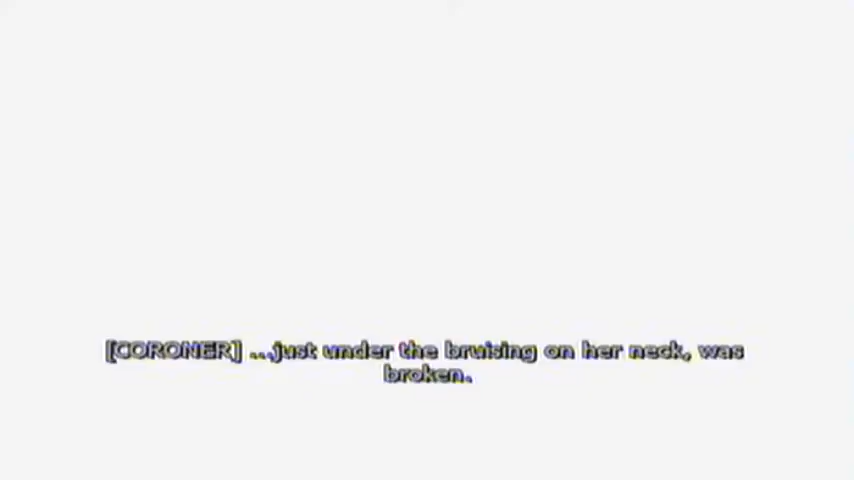 [CORONER] ...just under the bruising on her neck, was
broken.